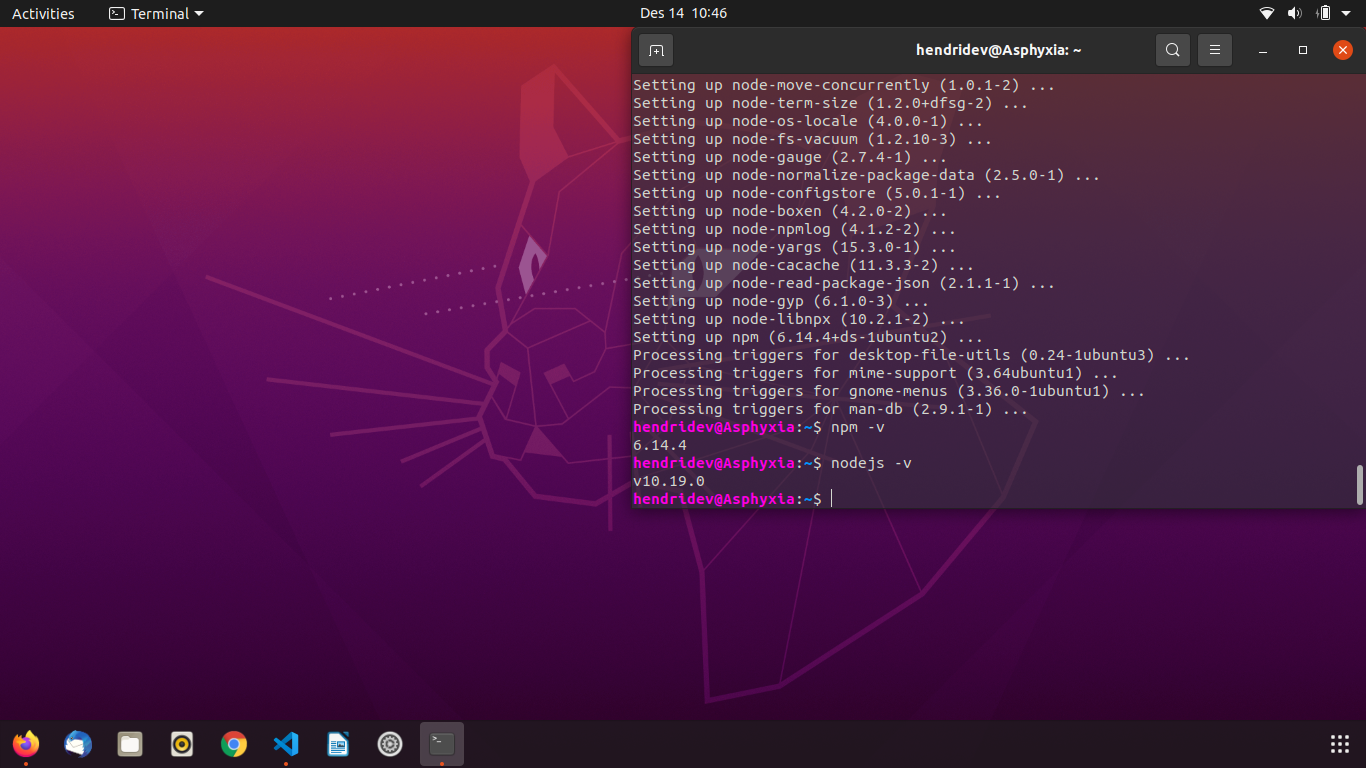 Activities
Terminal
Des 14 10:46
hendridev@Asphyxia: ~
Setting up node-move-concurrently (1.0.1-2) ...
Setting up node-term-size (1.2.0+dfsg-2) ...
Setting up node-os-locale (4.0.0-1) ...
Setting up node-fs-vacuum (1.2.10-3) ...
Setting up node-gauge (2.7.4-1) ...
Setting up node-normalize-package-data (2.5.0-1) ...
Setting up node-configstore (5.0.1-1) ...
Setting up node-boxen (4.2.0-2) ...
Setting up node-npmlog (4.1.2-2) ...
Setting up node-yargs (15.3.0-1) ...
Setting up node-cacache (11.3.3-2) ...
Setting up node-read-package-json (2.1.1-1) ...
Setting up node-gyp (6.1.0-3) ...
Setting up node-libnpx (10.2.1-2) ...
Setting up npm (6.14.4+ds-1ubuntu2) ...
Processing triggers for desktop-file-utils (0.24-1ubuntu3) ...
Processing triggers for mime-support (3.64ubuntu1) ...
Processing triggers for gnome-menus (3.36.0-1ubuntu1) ...
Processing triggers for man-db (2.9.1-1) ...
hendridev@Asphyxia:~$ npm -v
6.14.4
hendridev@Asphyxia:~$ nodejs -v
v10.19.0
hendridev@Asphyxia:~$